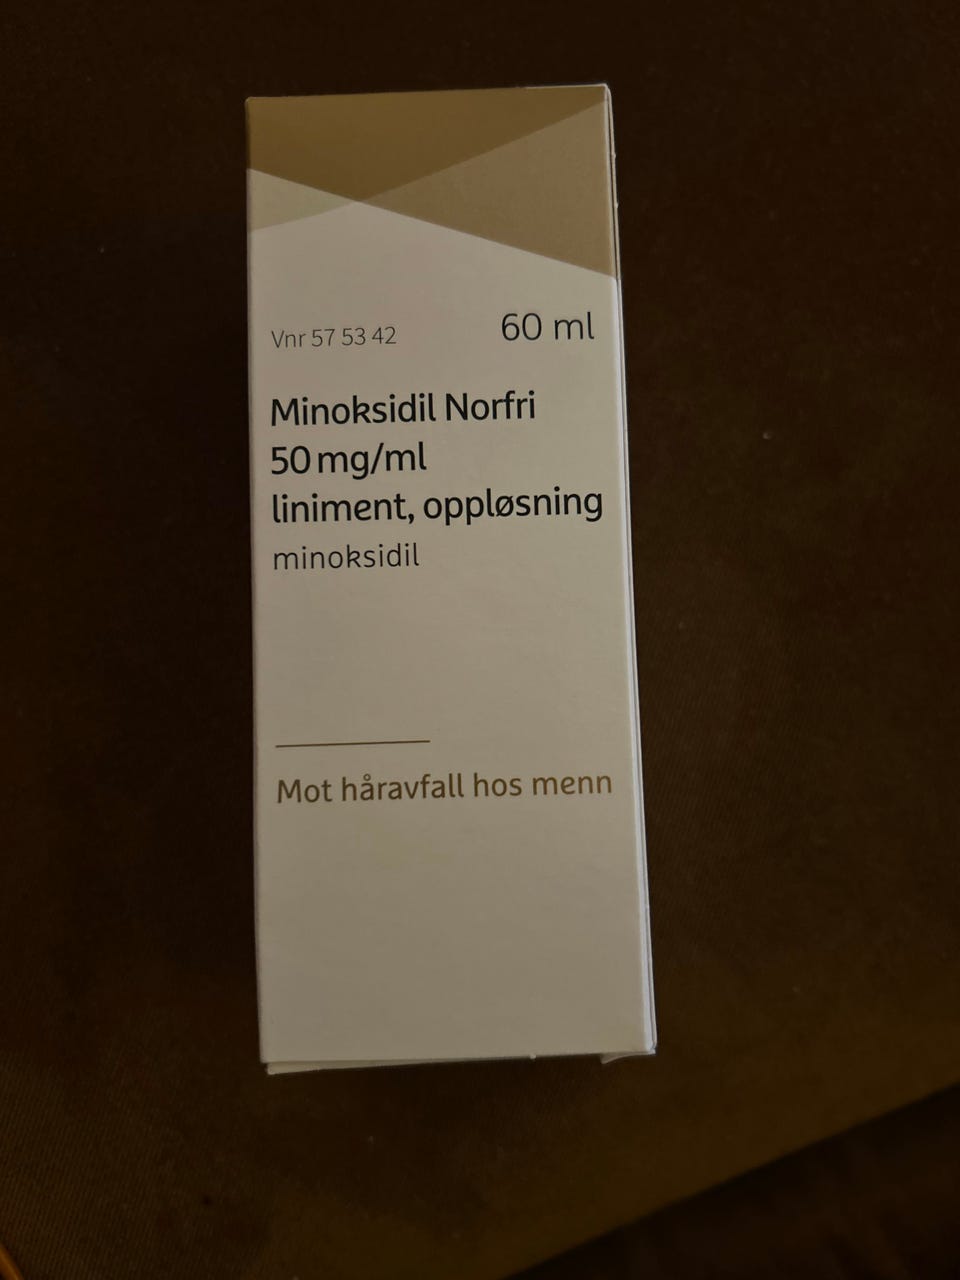 Vnr 57 53 42
60 ml
Minoksidil Norfri
50 mg/ml
liniment, oppløsning
minoksidil
Mot håravfall hos menn